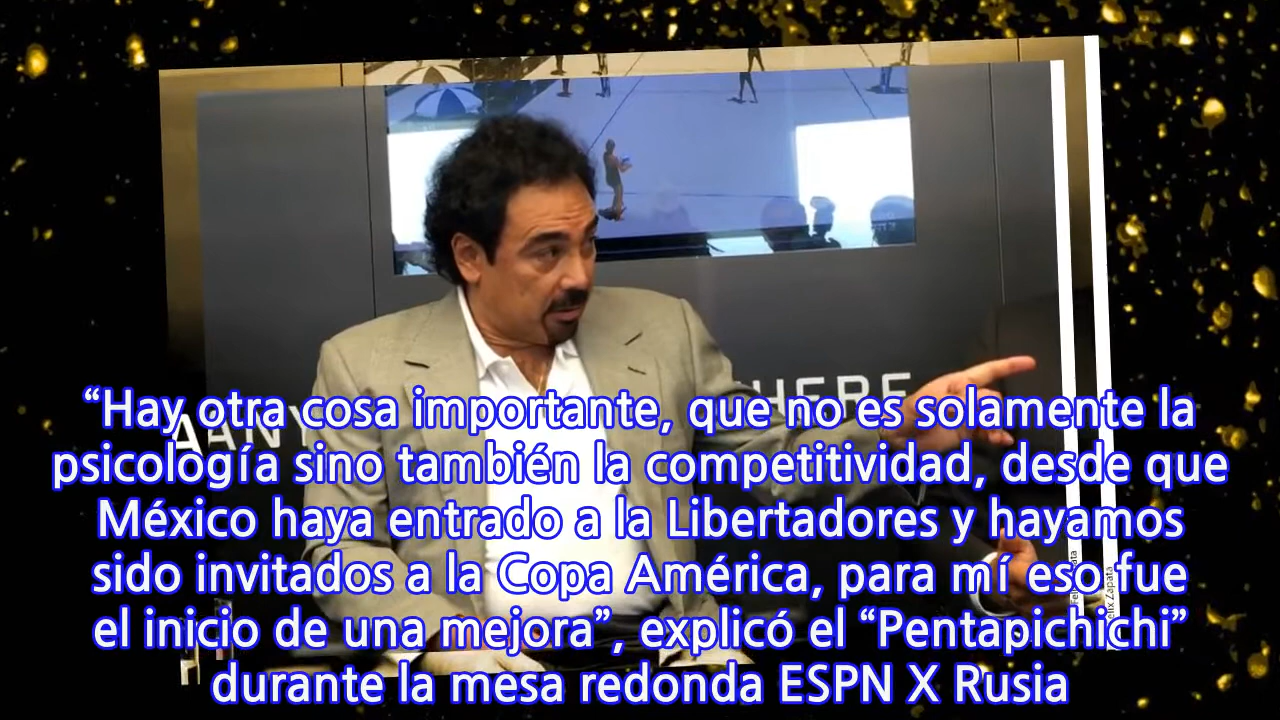 “Hay otra cosa importante, que no es solamente la
psicología sino también la competitividad, desde que
México haya entrado a la Libertadores y hayamos
sido invitados a la Copa América, para mí eso fue
el inicio de una mejora”, explicó el “Pentapichichi”
durante la mesa redonda ESPN X Rusia
HERE
Zapata